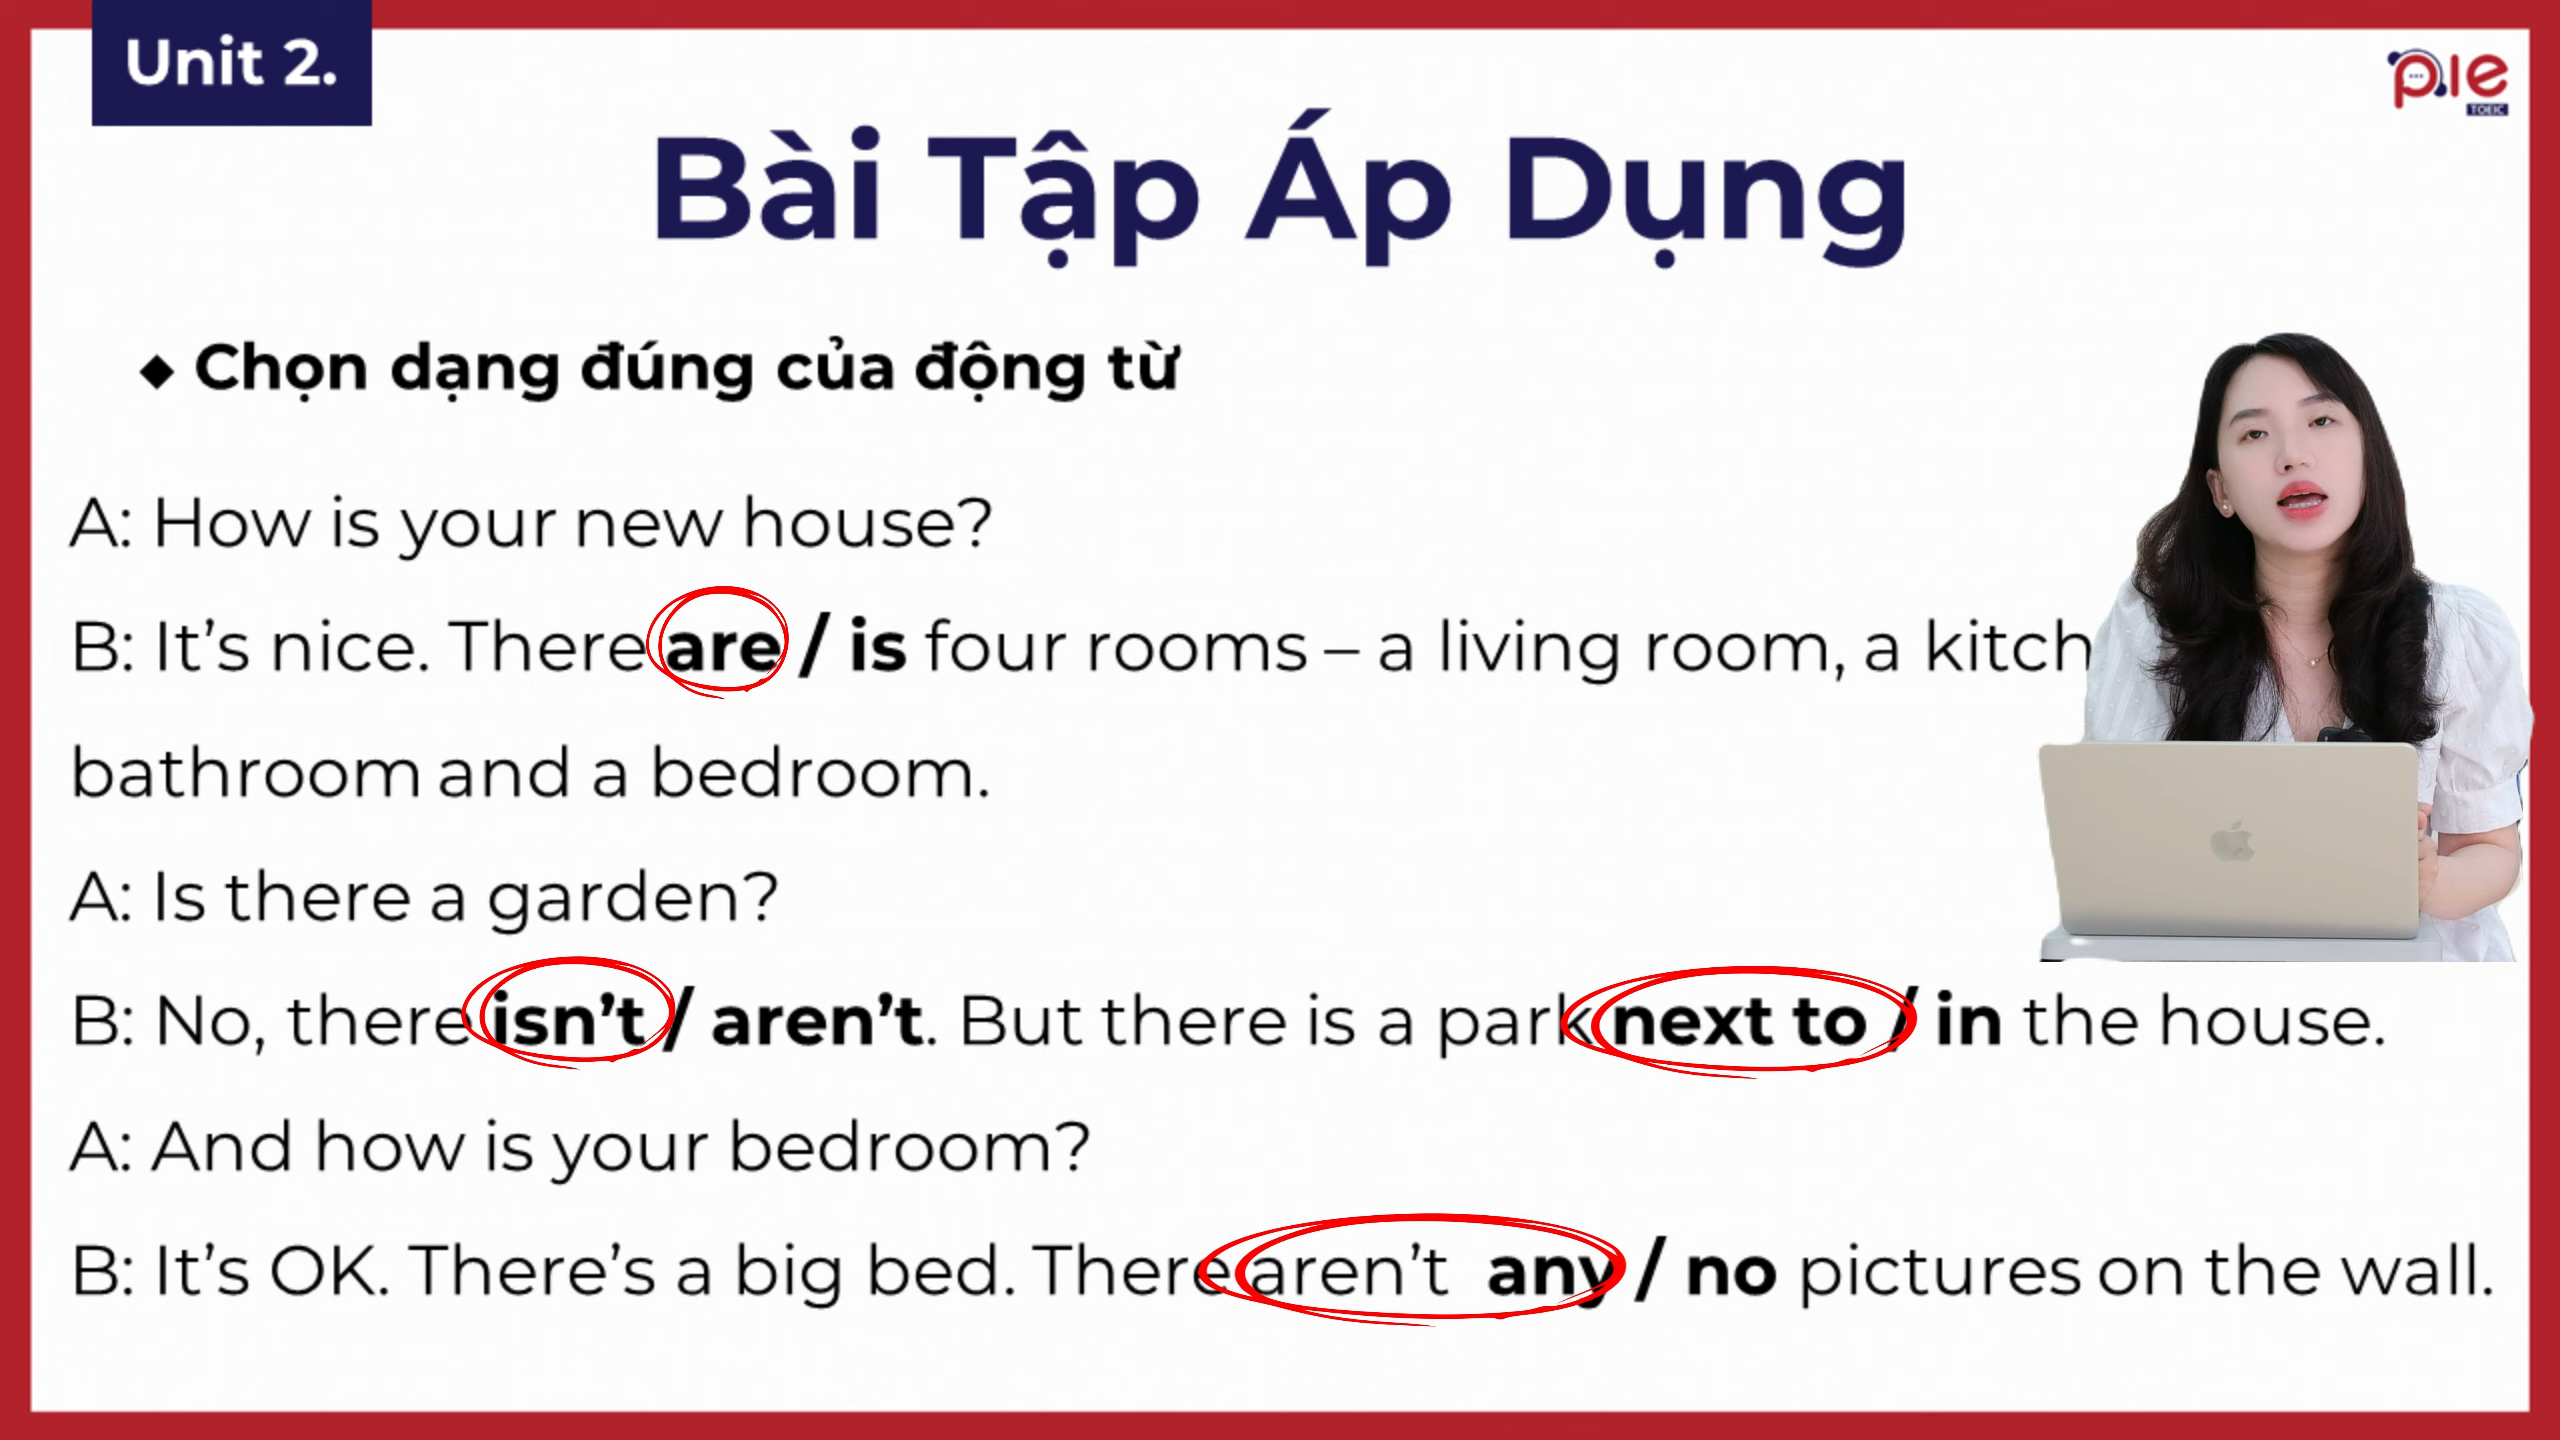 Unit 2.
pie
TOEIC
Bài Tập Áp Dụng
◆ Chọn dạng đúng của động từ
A: How is your new house?
B: It's nice. There are / is four rooms – a living room, a
bathroom and a bedroom.
A: Is there a garden?
B: No, there isn't / aren't. But there is a park next to / in the house.
A: And how is your bedroom?
B: It's OK. There's a big bed. There aren't any / no pictures on the wall.